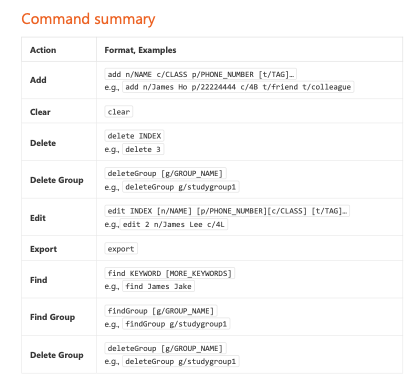 Command summary
Action Format, Examples
Add add n/NAME c/CLASS p/PHONE_NUMBER [t/TAG]…
e.g., add n/James Ho p/22224444 c/4B t/friend t/colleague
Clear clear
Delete delete INDEX
e.g., delete 3
Delete Group deleteGroup [g/GROUP_NAME]
e.g., deleteGroup g/studygroup1
Edit edit INDEX [n/NAME] [p/PHONE_NUMBER][c/CLASS] [t/TAG]…
e.g., edit 2 n/James Lee c/4L
Export export
Find find KEYWORD [MORE_KEYWORDS]
e.g., find James Jake
Find Group findGroup [g/GROUP_NAME]
e.g., findGroup g/studygroup1
Delete Group deleteGroup [g/GROUP_NAME]
e.g., deleteGroup g/studygroup1